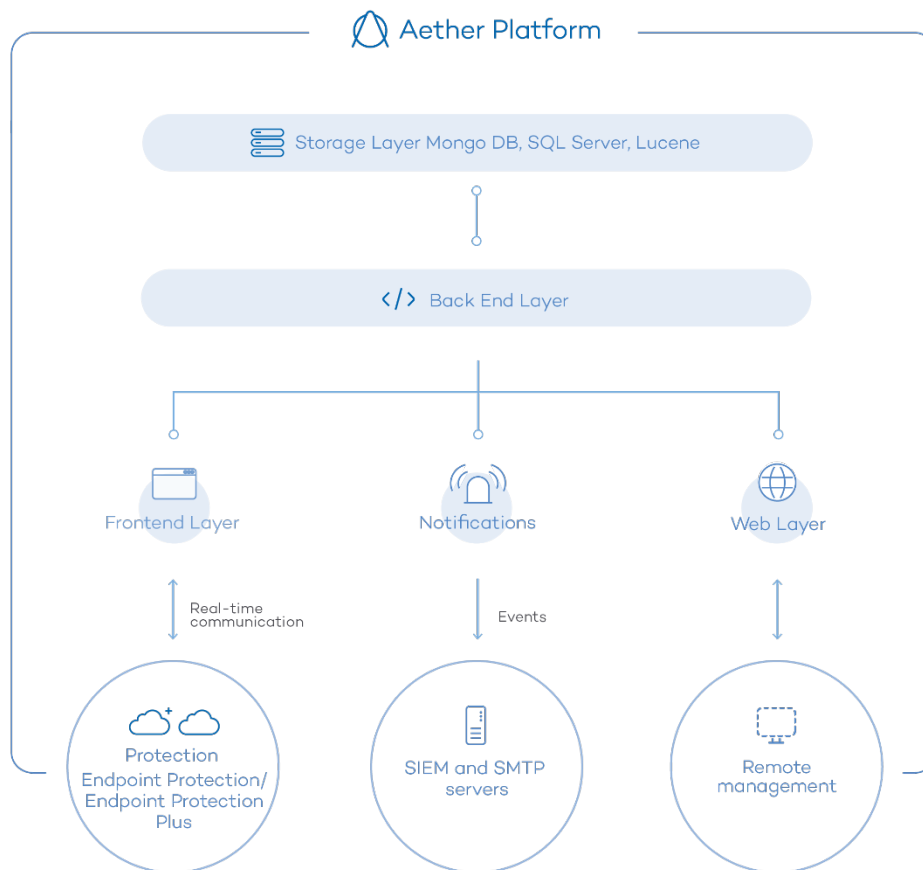 Aether Platform
Storage Layer Mongo DB, SQL Server, Lucene
</> Back End Layer
Frontend Layer
Notifications
Web Layer
Real-time
communication
Events
Protection
Endpoint Protection/
Endpoint Protection
Plus
SIEM and SMTP
servers
Remote
management